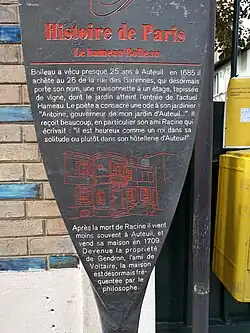 Histoire de Paris
Le hameau Boileau
Boileau a vécu presque 25 ans à Auteuil. en 1685 il
achète au 26 de la rue des Garennes, qui désormais
porte son nom, une maisonnette à un étage, tapissée
de vigne, dont le jardin atteint l'entrée de l'actuel
Hameau. Le poète a consacré une ode à son jardinier :
"Antoine, gouverneur de mon jardin d'Auteuil". Il
reçoit beaucoup, en particulier son ami Racine qui
écrivait : "il est heureux comme un roi dans sa
solitude ou plutôt dans son hôtellerie d'Auteuil"
Après la mort de Racine il vient
moins souvent à Auteuil, et
vend sa maison en 1709.
Devenue la propriété
de Gendron, l'ami de
Voltaire, la maison
est désormais fré-
quentée par le
philosophe.